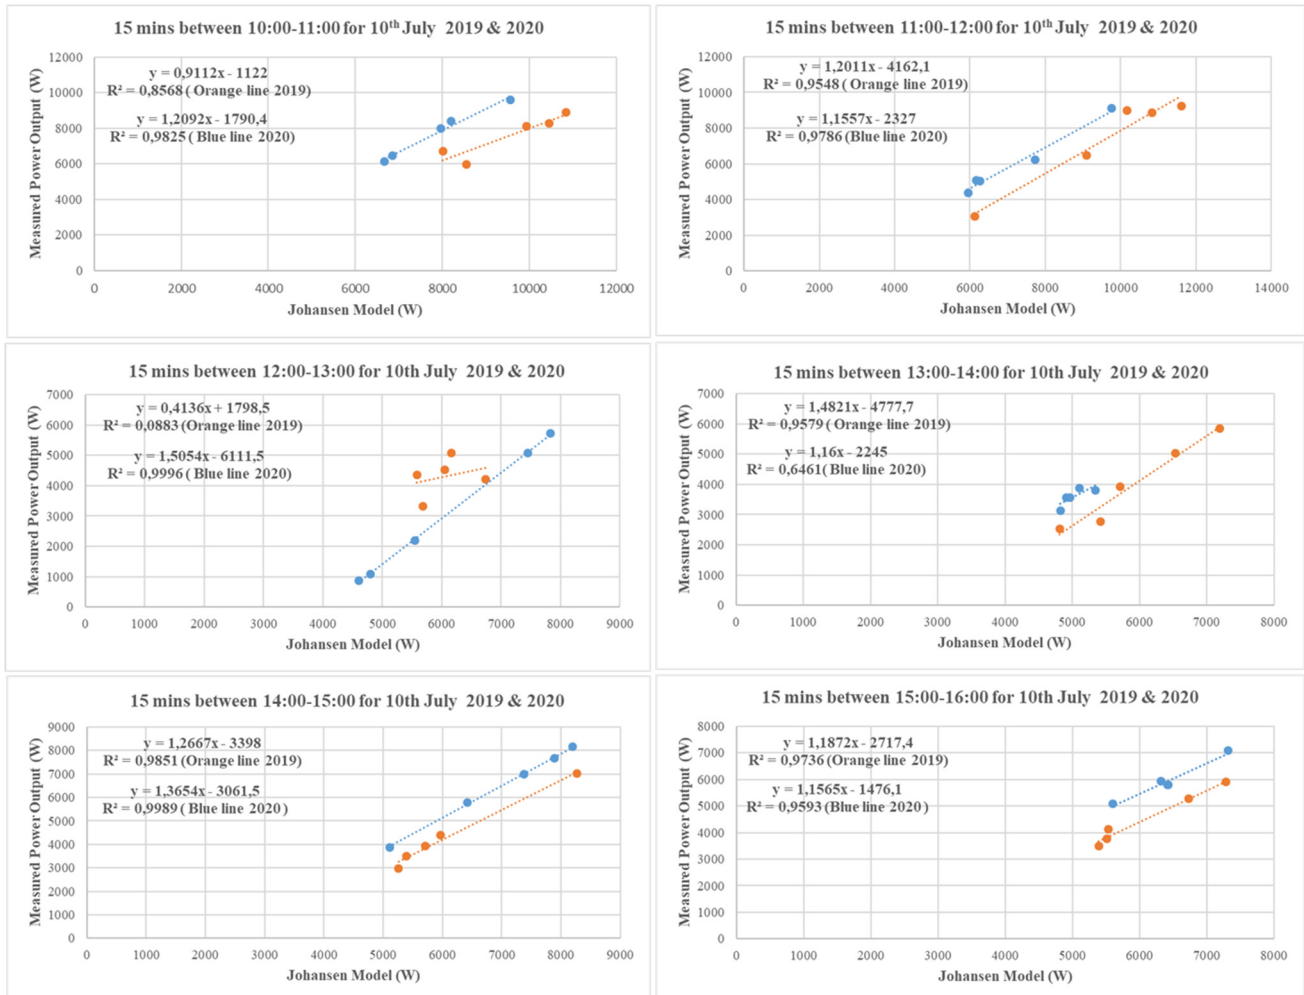 15 mins between 10:00-11:00 for 10th July 2019 & 2020
y = 0,9112x - 1122
R² = 0,8568 ( Orange line 2019)
y = 1,2092x - 1790,4
R² = 0,9825 ( Blue line 2020)
Measured Power Output (W)
12000
10000
8000
6000
4000
2000
0
0 2000 4000 6000 8000 10000 12000
Johansen Model (W)
15 mins between 11:00-12:00 for 10th July 2019 & 2020
y = 1,2011x - 4162,1
R² = 0,9548 ( Orange line 2019)
y = 1,1557x - 2327
R² = 0,9786 (Blue line 2020)
Measured Power Output (W)
12000
10000
8000
6000
4000
2000
0
0 2000 4000 6000 8000 10000 12000 14000
Johansen Model (W)
15 mins between 12:00-13:00 for 10th July 2019 & 2020
y = 0,4136x + 1798,5
R² = 0,0883 (Orange line 2019)
y = 1,5054x - 6111,5
R² = 0,9996 ( Blue line 2020)
Measured Power Output (W)
7000
6000
5000
4000
3000
2000
1000
0
0 1000 2000 3000 4000 5000 6000 7000 8000 9000
Johansen Model (W)
15 mins between 13:00-14:00 for 10th July 2019 & 2020
y = 1,4821x - 4777,7
R² = 0,9579 ( Orange line 2019)
y = 1,16x - 2245
R² = 0,6461( Blue line 2020)
Measured Power Output (W)
7000
6000
5000
4000
3000
2000
1000
0
0 1000 2000 3000 4000 5000 6000 7000 8000
Johansen Model (W)
15 mins between 14:00-15:00 for 10th July 2019 & 2020
y = 1,2667x - 3398
R² = 0,9851 (Orange line 2019)
y = 1,3654x - 3061,5
R² = 0,9989 ( Blue line 2020)
Measured Power Output (W)
9000
8000
7000
6000
5000
4000
3000
2000
1000
0
0 1000 2000 3000 4000 5000 6000 7000 8000 9000
Johansen Model (W)
15 mins between 15:00-16:00 for 10th July 2019 & 2020
y = 1,1872x - 2717,4
R² = 0,9736 (Orange line 2019)
y = 1,1565x - 1476,1
R² = 0,9593 (Blue line 2020)
Measured Power Output (W)
8000
7000
6000
5000
4000
3000
2000
1000
0
0 1000 2000 3000 4000 5000 6000 7000 8000
Johansen Model (W)